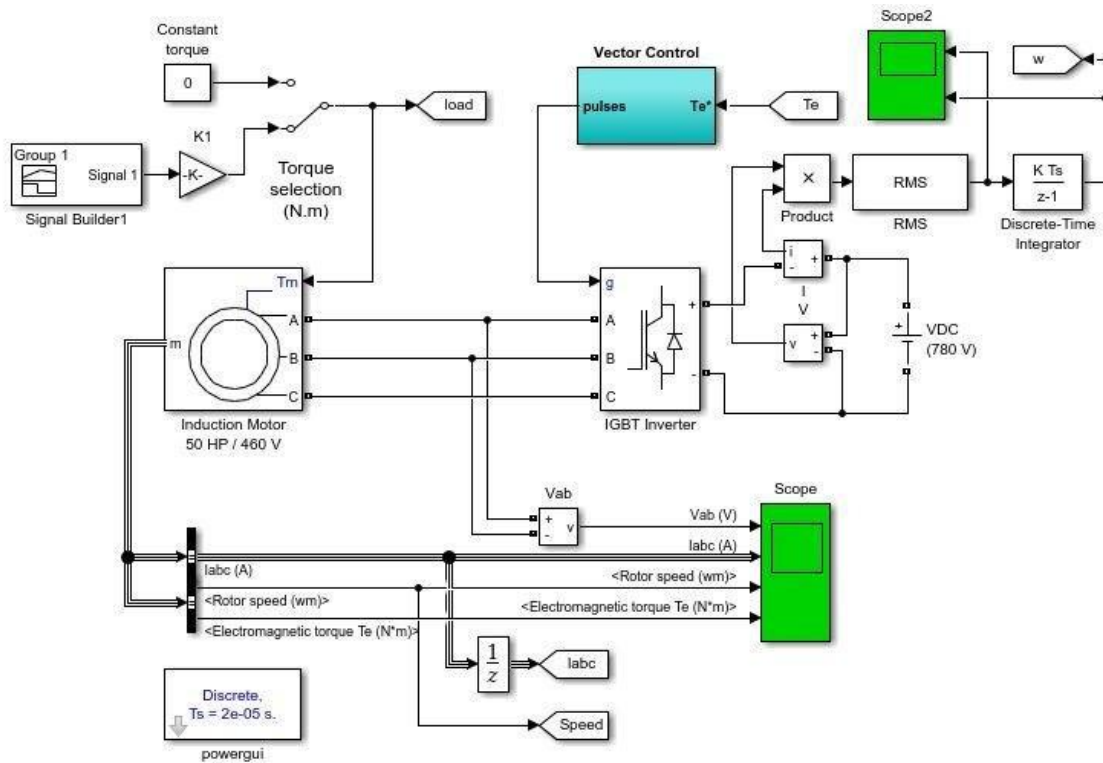 Constant
torque
0
load
K1
Group 1
Signal 1
-K-
Signal Builder1
Torque
selection
(N.m)
Vector Control
pulses
Te*
Te
Scope2
w
×
Product
RMS
RMS
K Ts
z-1
Discrete-Time
Integrator
Tm
m
A
B
C
Induction Motor
50 HP / 460 V
g
A
B
C
+
-
IGBT Inverter
i
+
-
I
V
v
+
-
+
VDC
(780 V)
Vab
+
-
v
Scope
Vab (V)
Iabc (A)
<Rotor speed (wm)>
<Electromagnetic torque Te (N*m)>
Iabc (A)
<Rotor speed (wm)>
<Electromagnetic torque Te (N*m)>
1
z
Iabc
Speed
Discrete,
Ts = 2e-05 s.
powergui